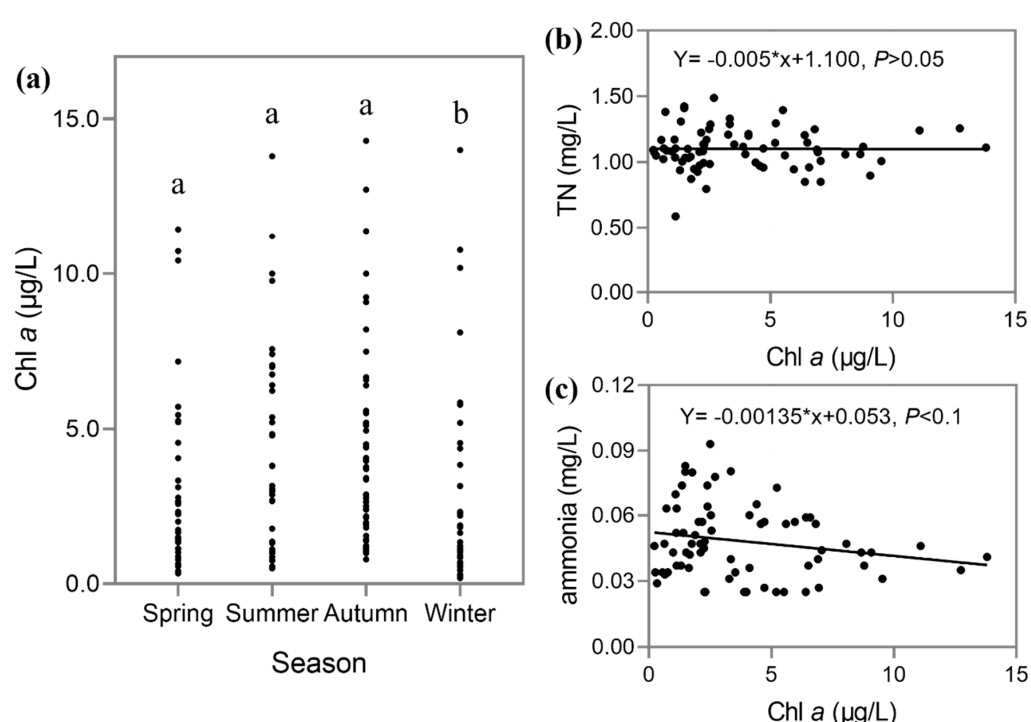 (a)
15.0
10.0
5.0
0.0
Chl a (µg/L)
a
a
a
b
Spring Summer Autumn Winter
Season
(b)
2.00
1.50
1.00
0.50
0.00
TN (mg/L)
Y= -0.005*x+1.100, P>0.05
0 5 10 15
Chl a (µg/L)
(c)
0.12
0.09
0.06
0.03
0.00
ammonia (mg/L)
Y= -0.00135*x+0.053, P<0.1
0 5 10 15
Chl a (µg/L)